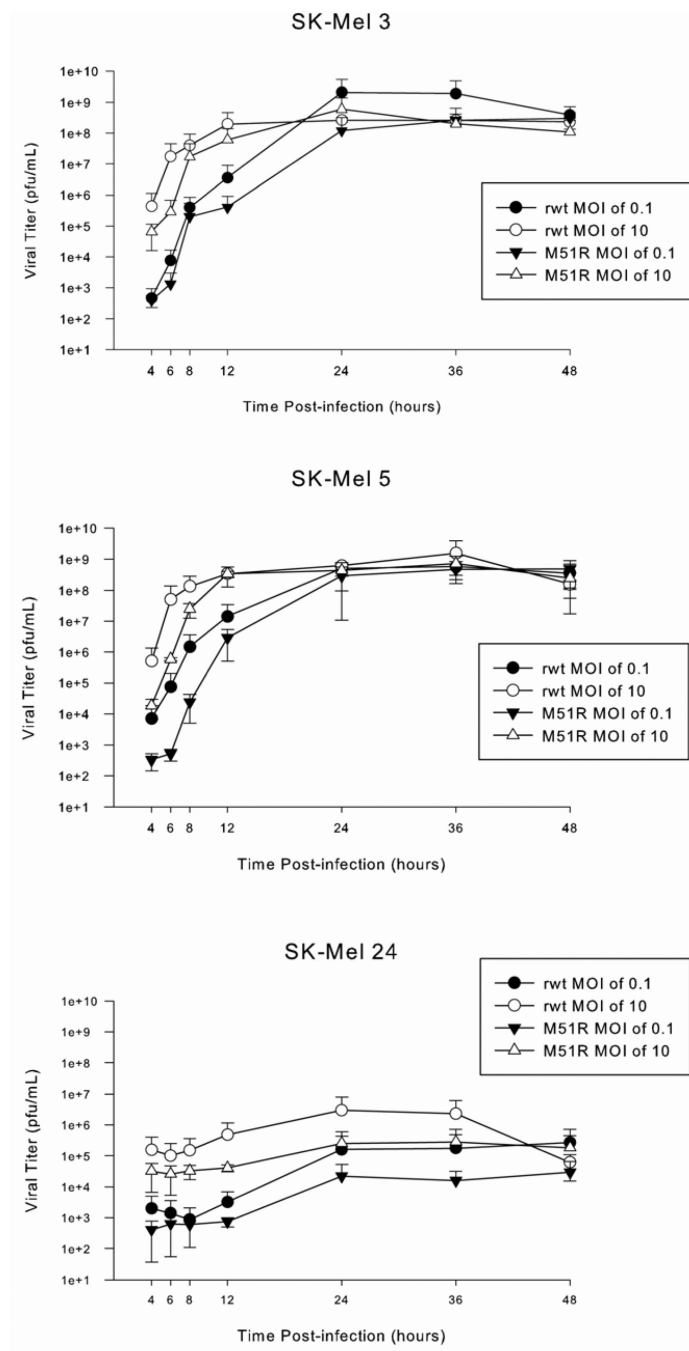 SK-Mel 3
1e+10
1e+9
1e+8
1e+7
1e+6
1e+5
1e+4
1e+3
1e+2
1e+1
Viral Titer (pfu/mL)
rwt MOI of 0.1
rwt MOI of 10
M51R MOI of 0.1
M51R MOI of 10
4 6 8 12 24 36 48
Time Post-infection (hours)
SK-Mel 5
1e+10
1e+9
1e+8
1e+7
1e+6
1e+5
1e+4
1e+3
1e+2
1e+1
Viral Titer (pfu/mL)
rwt MOI of 0.1
rwt MOI of 10
M51R MOI of 0.1
M51R MOI of 10
4 6 8 12 24 36 48
Time Post-infection (hours)
SK-Mel 24
rwt MOI of 0.1
rwt MOI of 10
M51R MOI of 0.1
M51R MOI of 10
1e+10
1e+9
1e+8
1e+7
1e+6
1e+5
1e+4
1e+3
1e+2
1e+1
Viral Titer (pfu/mL)
4 6 8 12 24 36 48
Time Post-infection (hours)